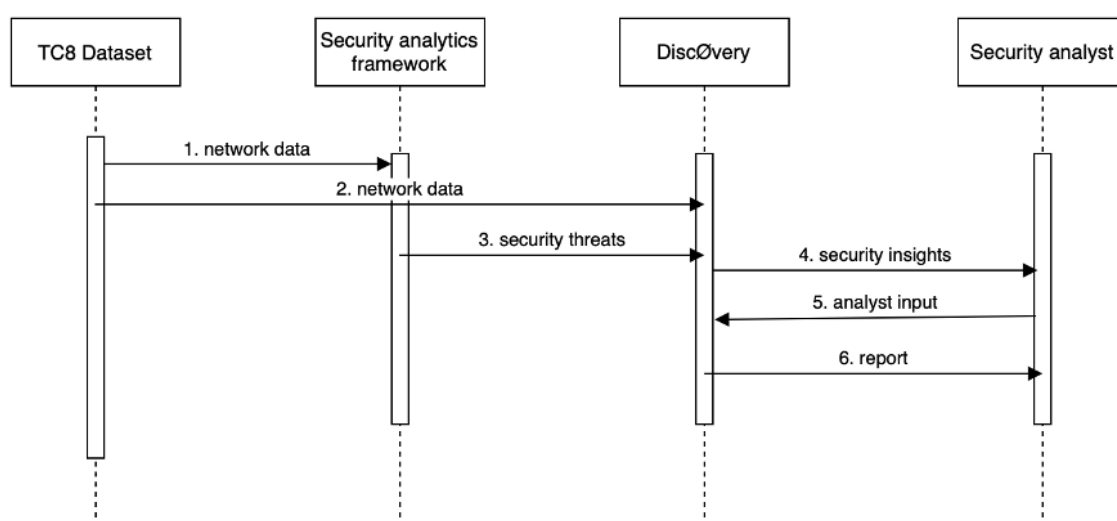 TC8 Dataset
Security analytics
framework
DiscØvery
Security analyst
1. network data
2. network data
3. security threats
4. security insights
5. analyst input
6. report